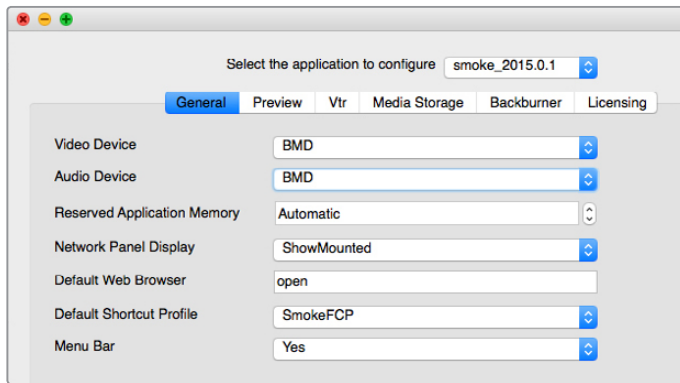 Select the application to configure smoke_2015.0.1
General Preview Vtr Media Storage Backburner Licensing
Video Device BMD
Audio Device BMD
Reserved Application Memory Automatic
Network Panel Display ShowMounted
Default Web Browser open
Default Shortcut Profile SmokeFCP
Menu Bar Yes